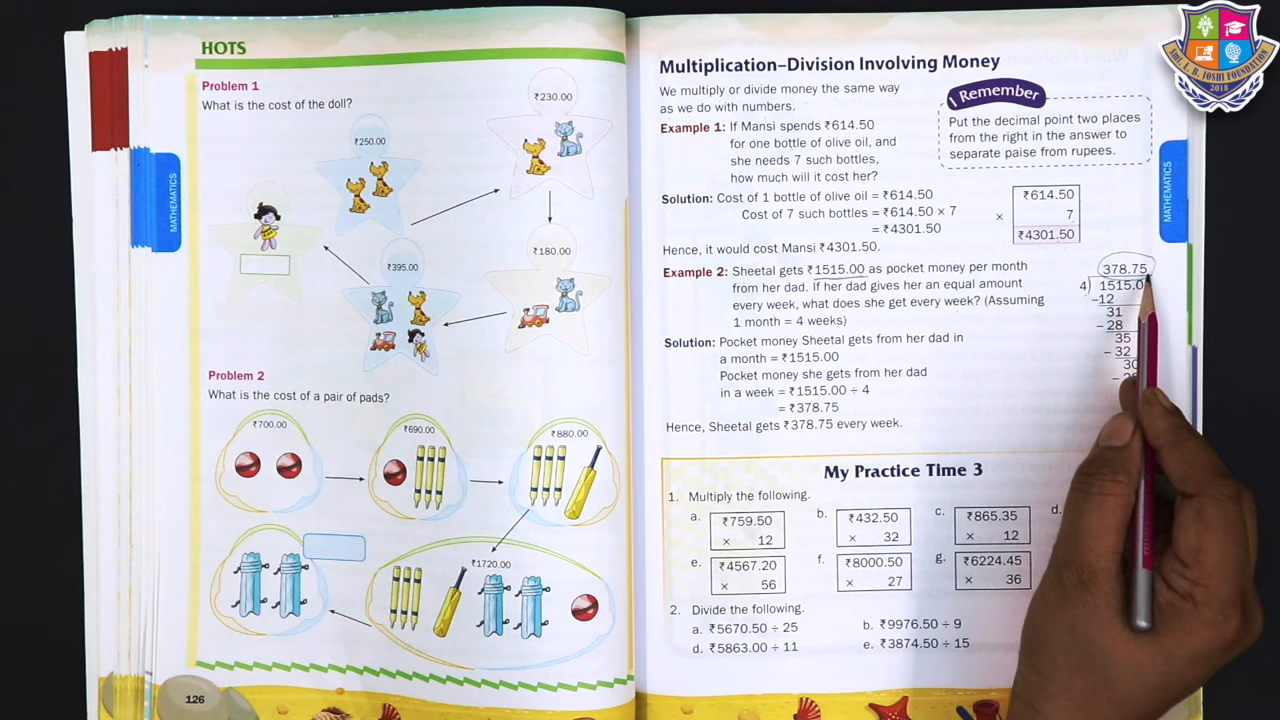 HOTS
Problem 1
What is the cost of the doll?
₹230.00
₹250.00
₹180.00
₹395.00
MATHEMATICS
Problem 2
What is the cost of a pair of pads?
₹700.00
₹690.00
₹880.00
₹1720.00
126
Multiplication–Division Involving Money
We multiply or divide money the same way
as we do with numbers.
I Remember
Put the decimal point two places
from the right in the answer to
separate paise from rupees.
Example 1: If Mansi spends ₹614.50
for one bottle of olive oil, and
she needs 7 such bottles,
how much will it cost her?
Solution: Cost of 1 bottle of olive oil = ₹614.50
Cost of 7 such bottles = ₹614.50 × 7
= ₹4301.50
₹614.50
× 7
₹4301.50
Hence, it would cost Mansi ₹4301.50.
Example 2: Sheetal gets ₹1515.00 as pocket money per month
from her dad. If her dad gives her an equal amount
every week, what does she get every week? (Assuming
1 month = 4 weeks)
378.75
4) 1515.0
−12
31
− 28
35
− 32
30
Solution: Pocket money Sheetal gets from her dad in
a month = ₹1515.00
Pocket money she gets from her dad
in a week = ₹1515.00 ÷ 4
= ₹378.75
Hence, Sheetal gets ₹378.75 every week.
My Practice Time 3
1. Multiply the following.
a. ₹759.50
× 12
b. ₹432.50
× 32
c. ₹865.35
× 12
d.
e. ₹4567.20
× 56
f. ₹8000.50
× 27
g. ₹6224.45
× 36
2. Divide the following.
a. ₹5670.50 ÷ 25 b. ₹9976.50 ÷ 9
d. ₹5863.00 ÷ 11 e. ₹3874.50 ÷ 15
MATHEMATICS
SH. L. B. JOSHI FOUNDATION
2018